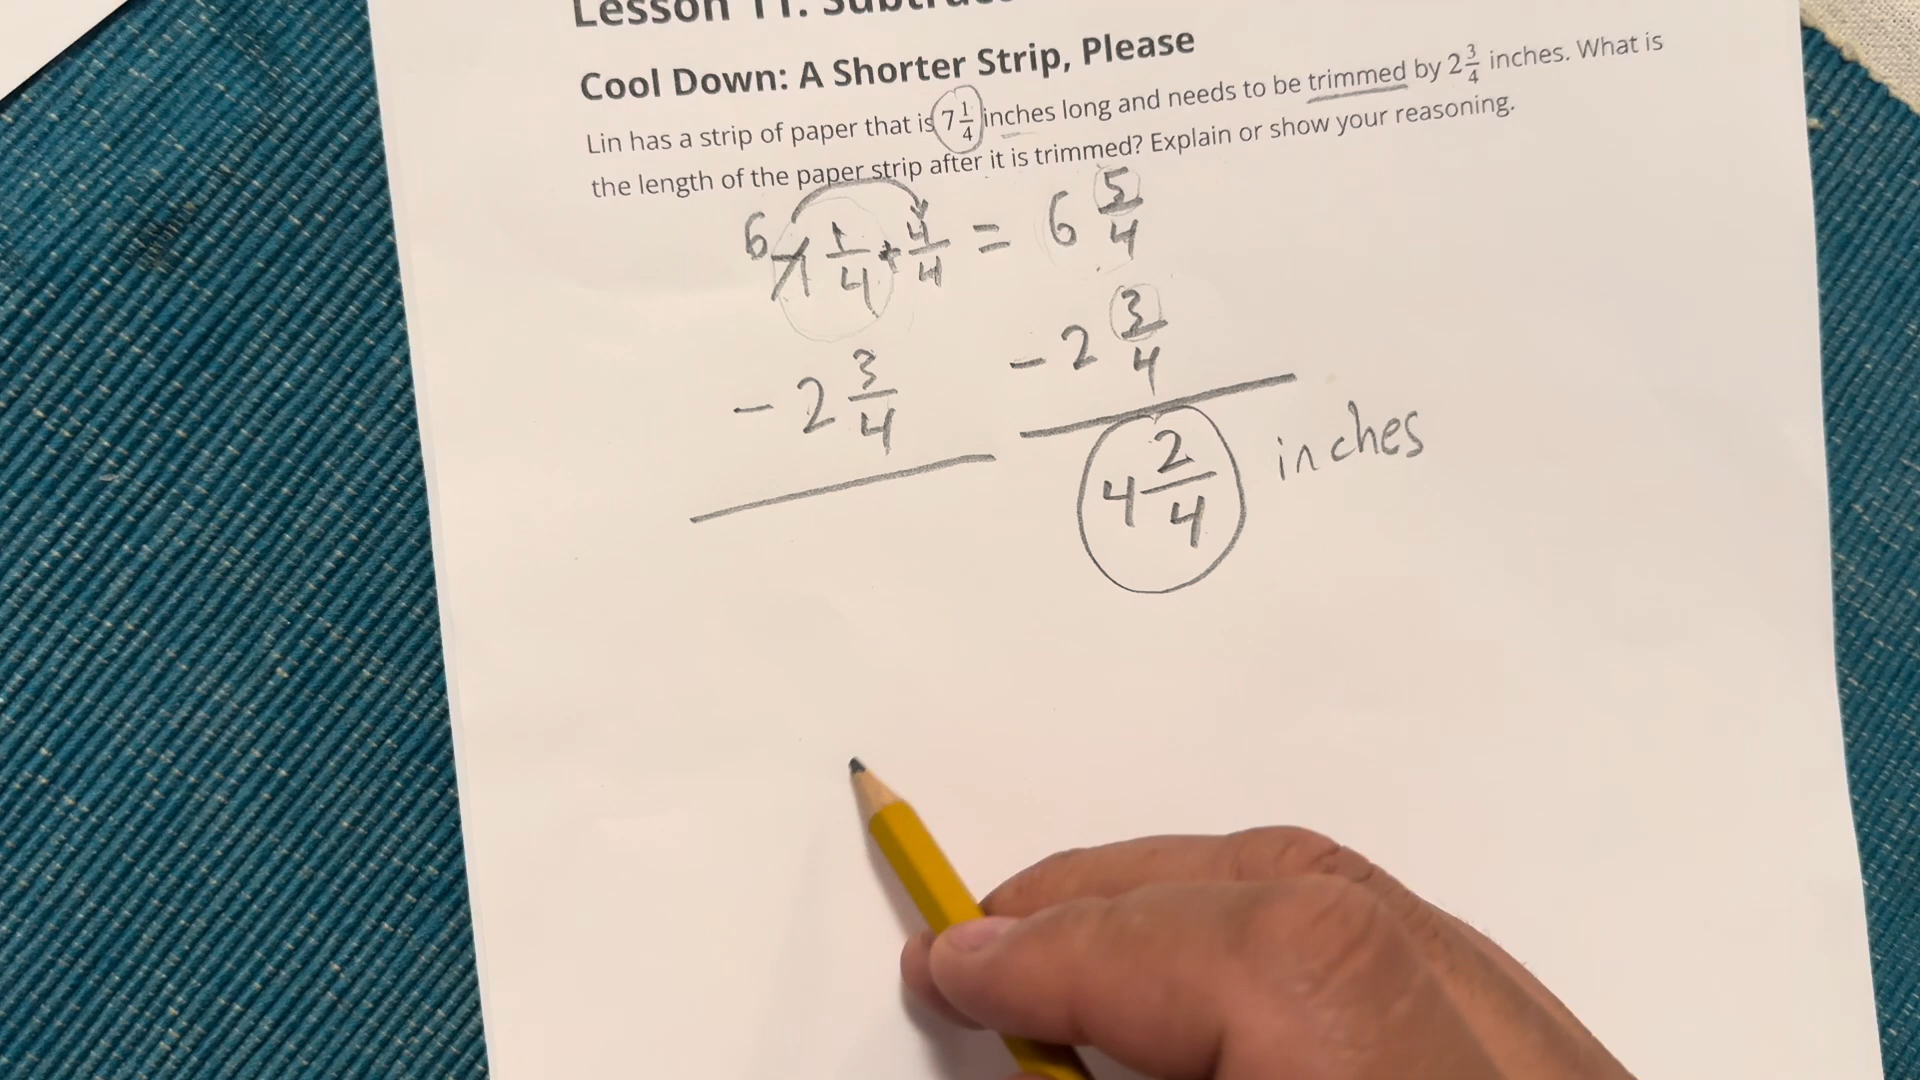 Lesson 11: Subtract
Cool Down: A Shorter Strip, Please
Lin has a strip of paper that is 7 1/4 inches long and needs to be trimmed by 2 3/4 inches. What is
the length of the paper strip after it is trimmed? Explain or show your reasoning.
6 7 1/4 + 4/4 = 6 5/4
- 2 3/4 - 2 3/4
4 2/4 inches